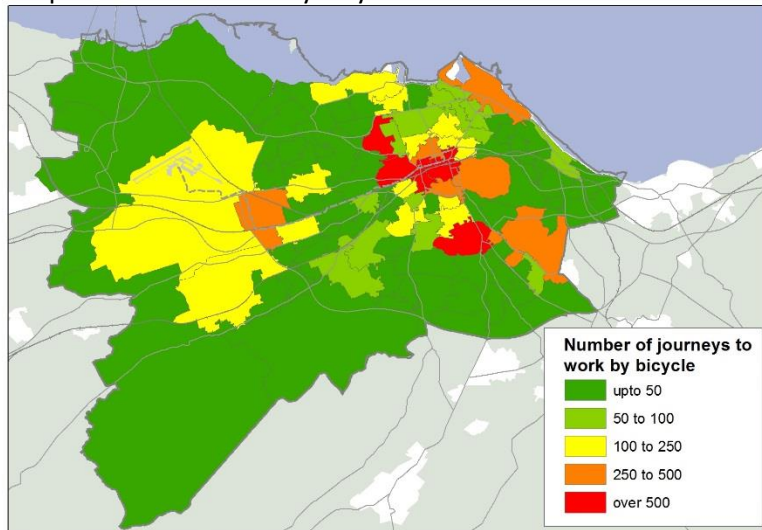 Number of journeys to
work by bicycle
upto 50
50 to 100
100 to 250
250 to 500
over 500